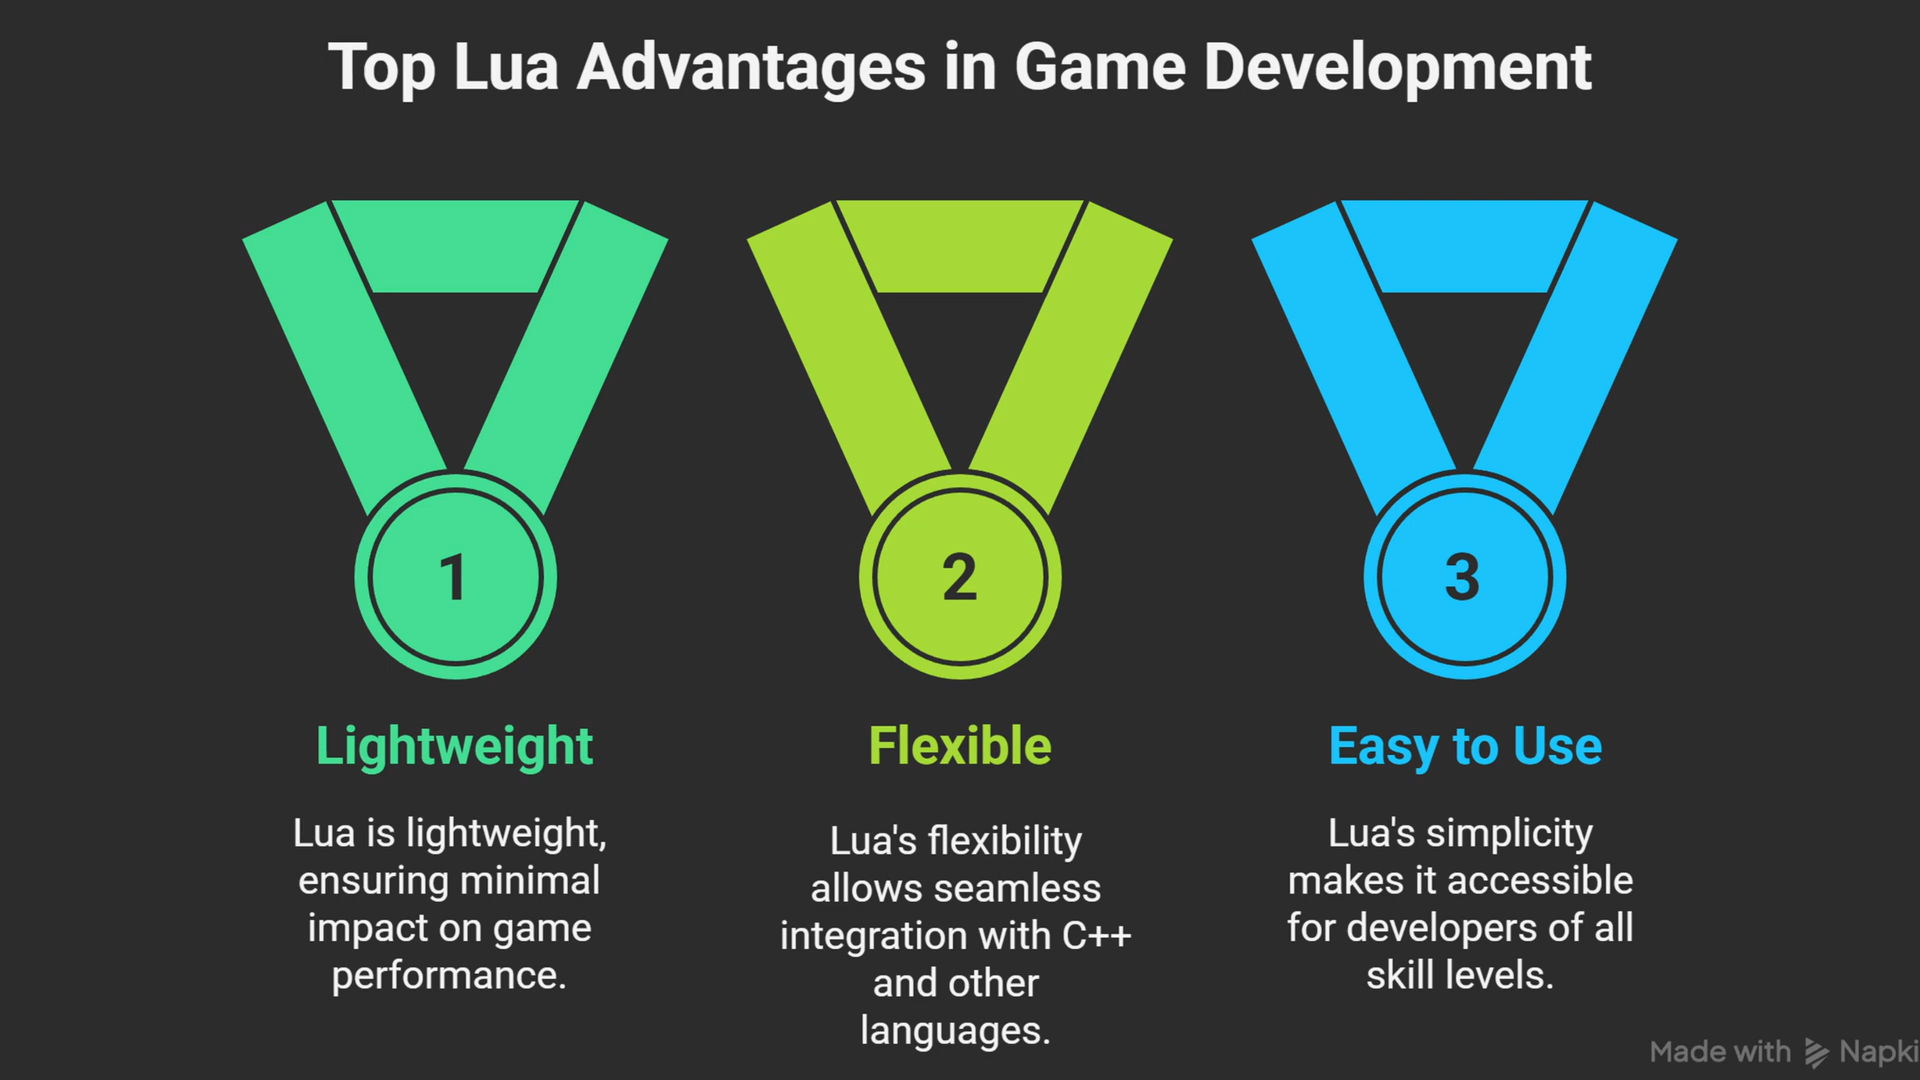 Top Lua Advantages in Game Development
1
2
3
Lightweight
Flexible
Easy to Use
Lua is lightweight,
ensuring minimal
impact on game
performance.
Lua's flexibility
allows seamless
integration with C++
and other
languages.
Lua's simplicity
makes it accessible
for developers of all
skill levels.
Made with Napki